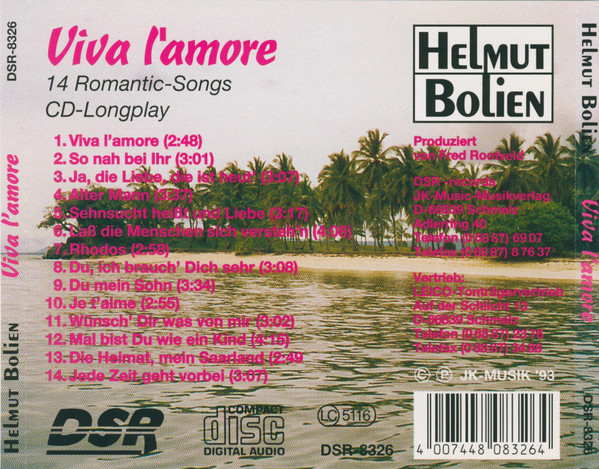 DSR-8326
Viva l'amore
14 Romantic-Songs
CD-Longplay
1. Viva l'amore (2:48)
2. So nah bei Ihr (3:01)
3. Ja, die Liebe, die ist heut' (3:07)
4. Alter Mann (3:37)
5. Sehnsucht heißt und Liebe (3:17)
6. Laß die Menschen sich versteh'n (4:08)
7. Rhodos (2:58)
8. Du, ich brauch' Dich sehr (3:08)
9. Du mein Sohn (3:34)
10. Je t'aime (2:55)
11. Wünsch' Dir was von mir (3:02)
12. Mal bist Du wie ein Kind (4:15)
13. Die Heimat, mein Saarland (2:49
14. Jede Zeit geht vorbei (3:07)
HELMUT
BOLIEN
Produziert
von Fred
DSR-records
JK-Music-Musikverlag
Adlerring 40
Telefon
Telefax
Vertrieb:
Auf der
Telefon
Telefax
© ℗ JK-MUSIK '93
DSR
COMPACT
disc
DIGITAL AUDIO
LC 5116
DSR-8326
4 007448 083264
HELMUT BOLIEN
Viva l'amore
HELMUT BOLIEN
Viva l'amore
DSR-8326